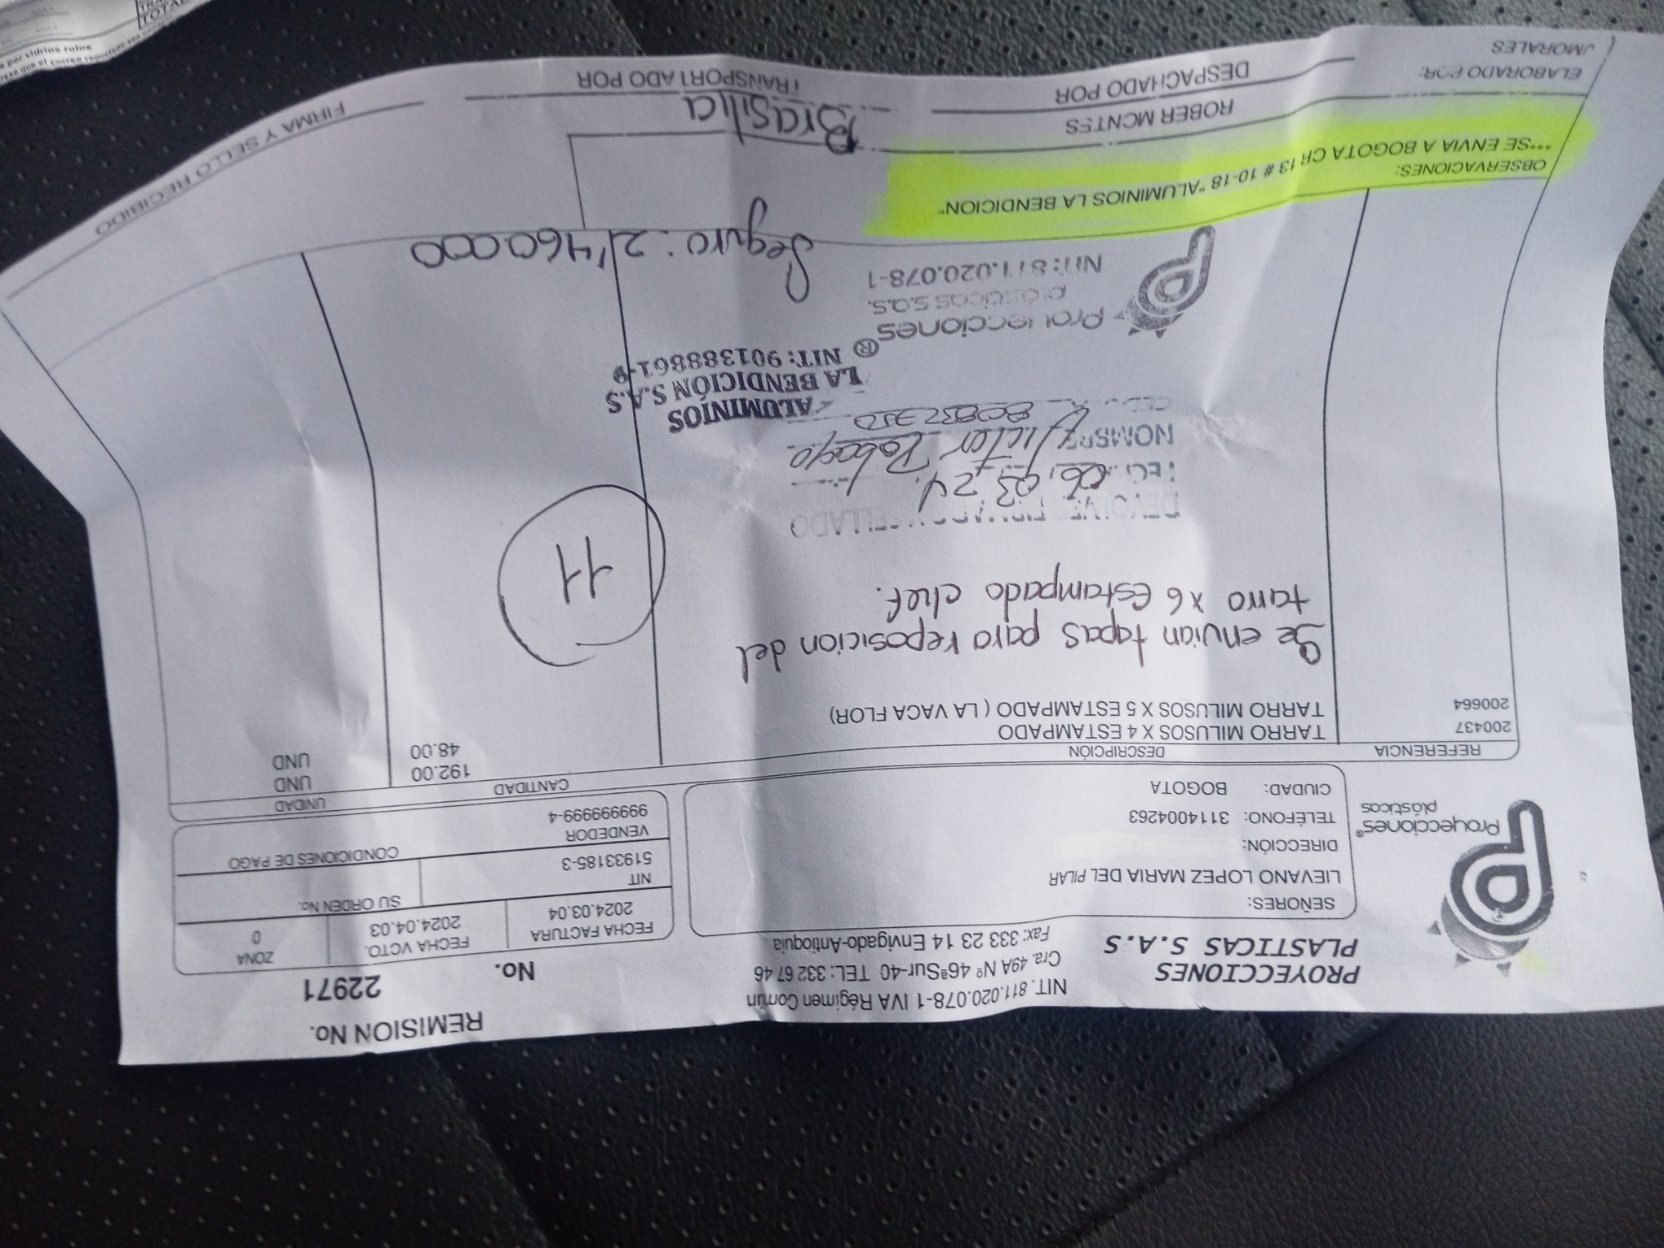 REMISION No.
No. 22971
PROYECCIONES
PLASTICAS S.A.S
NIT. 811.020.078-1 IVA Régimen Común
Cra. 49A Nº 46ªSur-40 TEL: 332 67 46
Fax: 333 23 14 Envigado-Antioquia
Proyecciones®
plásticos
SEÑORES:
LIEVANO LOPEZ MARIA DEL PILAR
DIRECCIÓN:
TELÉFONO: 3114004263
CIUDAD: BOGOTA
FECHA FACTURA FECHA VCTO. ZONA
2024.03.04 2024.04.03 0
NIT SU ORDEN No.
51933185-3
VENDEDOR CONDICIONES DE PAGO
999999999-4
REFERENCIA DESCRIPCIÓN CANTIDAD UNIDAD
200437 TARRO MILUSOS X 4 ESTAMPADO 192.00 UND
200664 TARRO MILUSOS X 5 ESTAMPADO ( LA VACA FLOR) 48.00 UND
Se envian tapas para reposicion del
tarro x6 Estampado chef.
11
06, 03, 24
Victor
ALUMINIOS
LA BENDICIÓN S.A.S
NIT: 901388861-9
Proyecciones®
plásticas s.a.s.
NIT: 811.020.078-1
Seguro: 2'460.000
OBSERVACIONES:
***SE ENVIA A BOGOTA CR 13 # 10-18 "ALUMINIOS LA BENDICION"
ROBER MONTES
Brasilia
ELABORADO POR: DESPACHADO POR TRANSPORTADO POR FIRMA Y SELLO RECIBIDO
JMORALES
por vidrios rotos